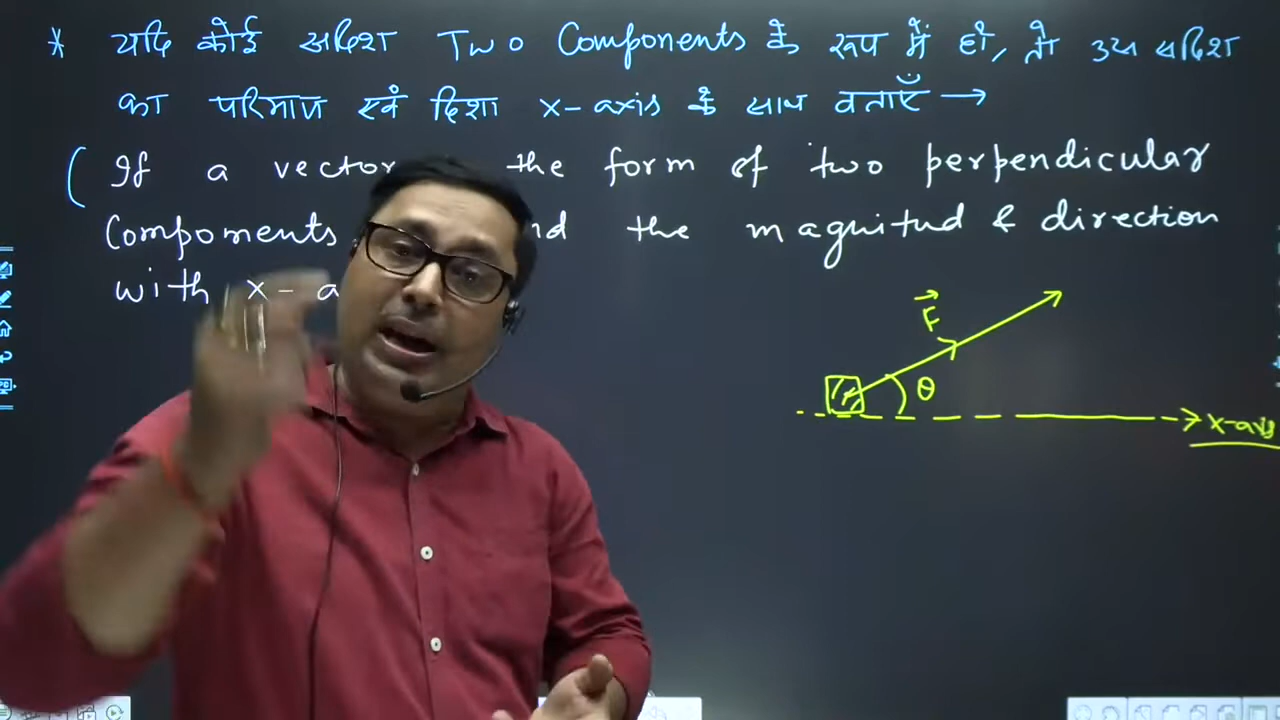 * यदि कोई सदिश Two Components के रूप में हो, तो उस सदिश
का परिमाण एवं दिशा x-axis के साथ बताएँ →
( If a vector the form of two perpendicular
Components the magnitud & direction
with x-a
F
θ
x-axis